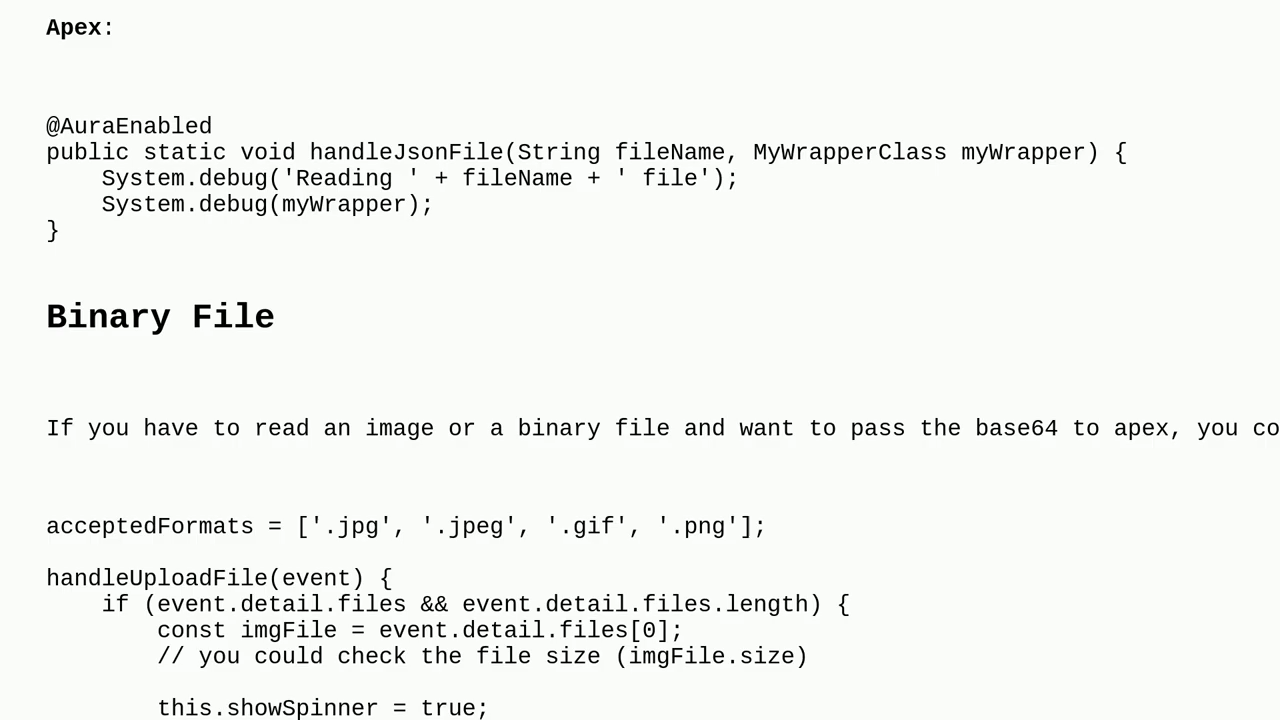 Apex:
@AuraEnabled
public static void handleJsonFile(String fileName, MyWrapperClass myWrapper) {
    System.debug('Reading ' + fileName + ' file');
    System.debug(myWrapper);
}
Binary File
If you have to read an image or a binary file and want to pass the base64 to apex, you co
acceptedFormats = ['.jpg', '.jpeg', '.gif', '.png'];
handleUploadFile(event) {
    if (event.detail.files && event.detail.files.length) {
        const imgFile = event.detail.files[0];
        // you could check the file size (imgFile.size)
        this.showSpinner = true;